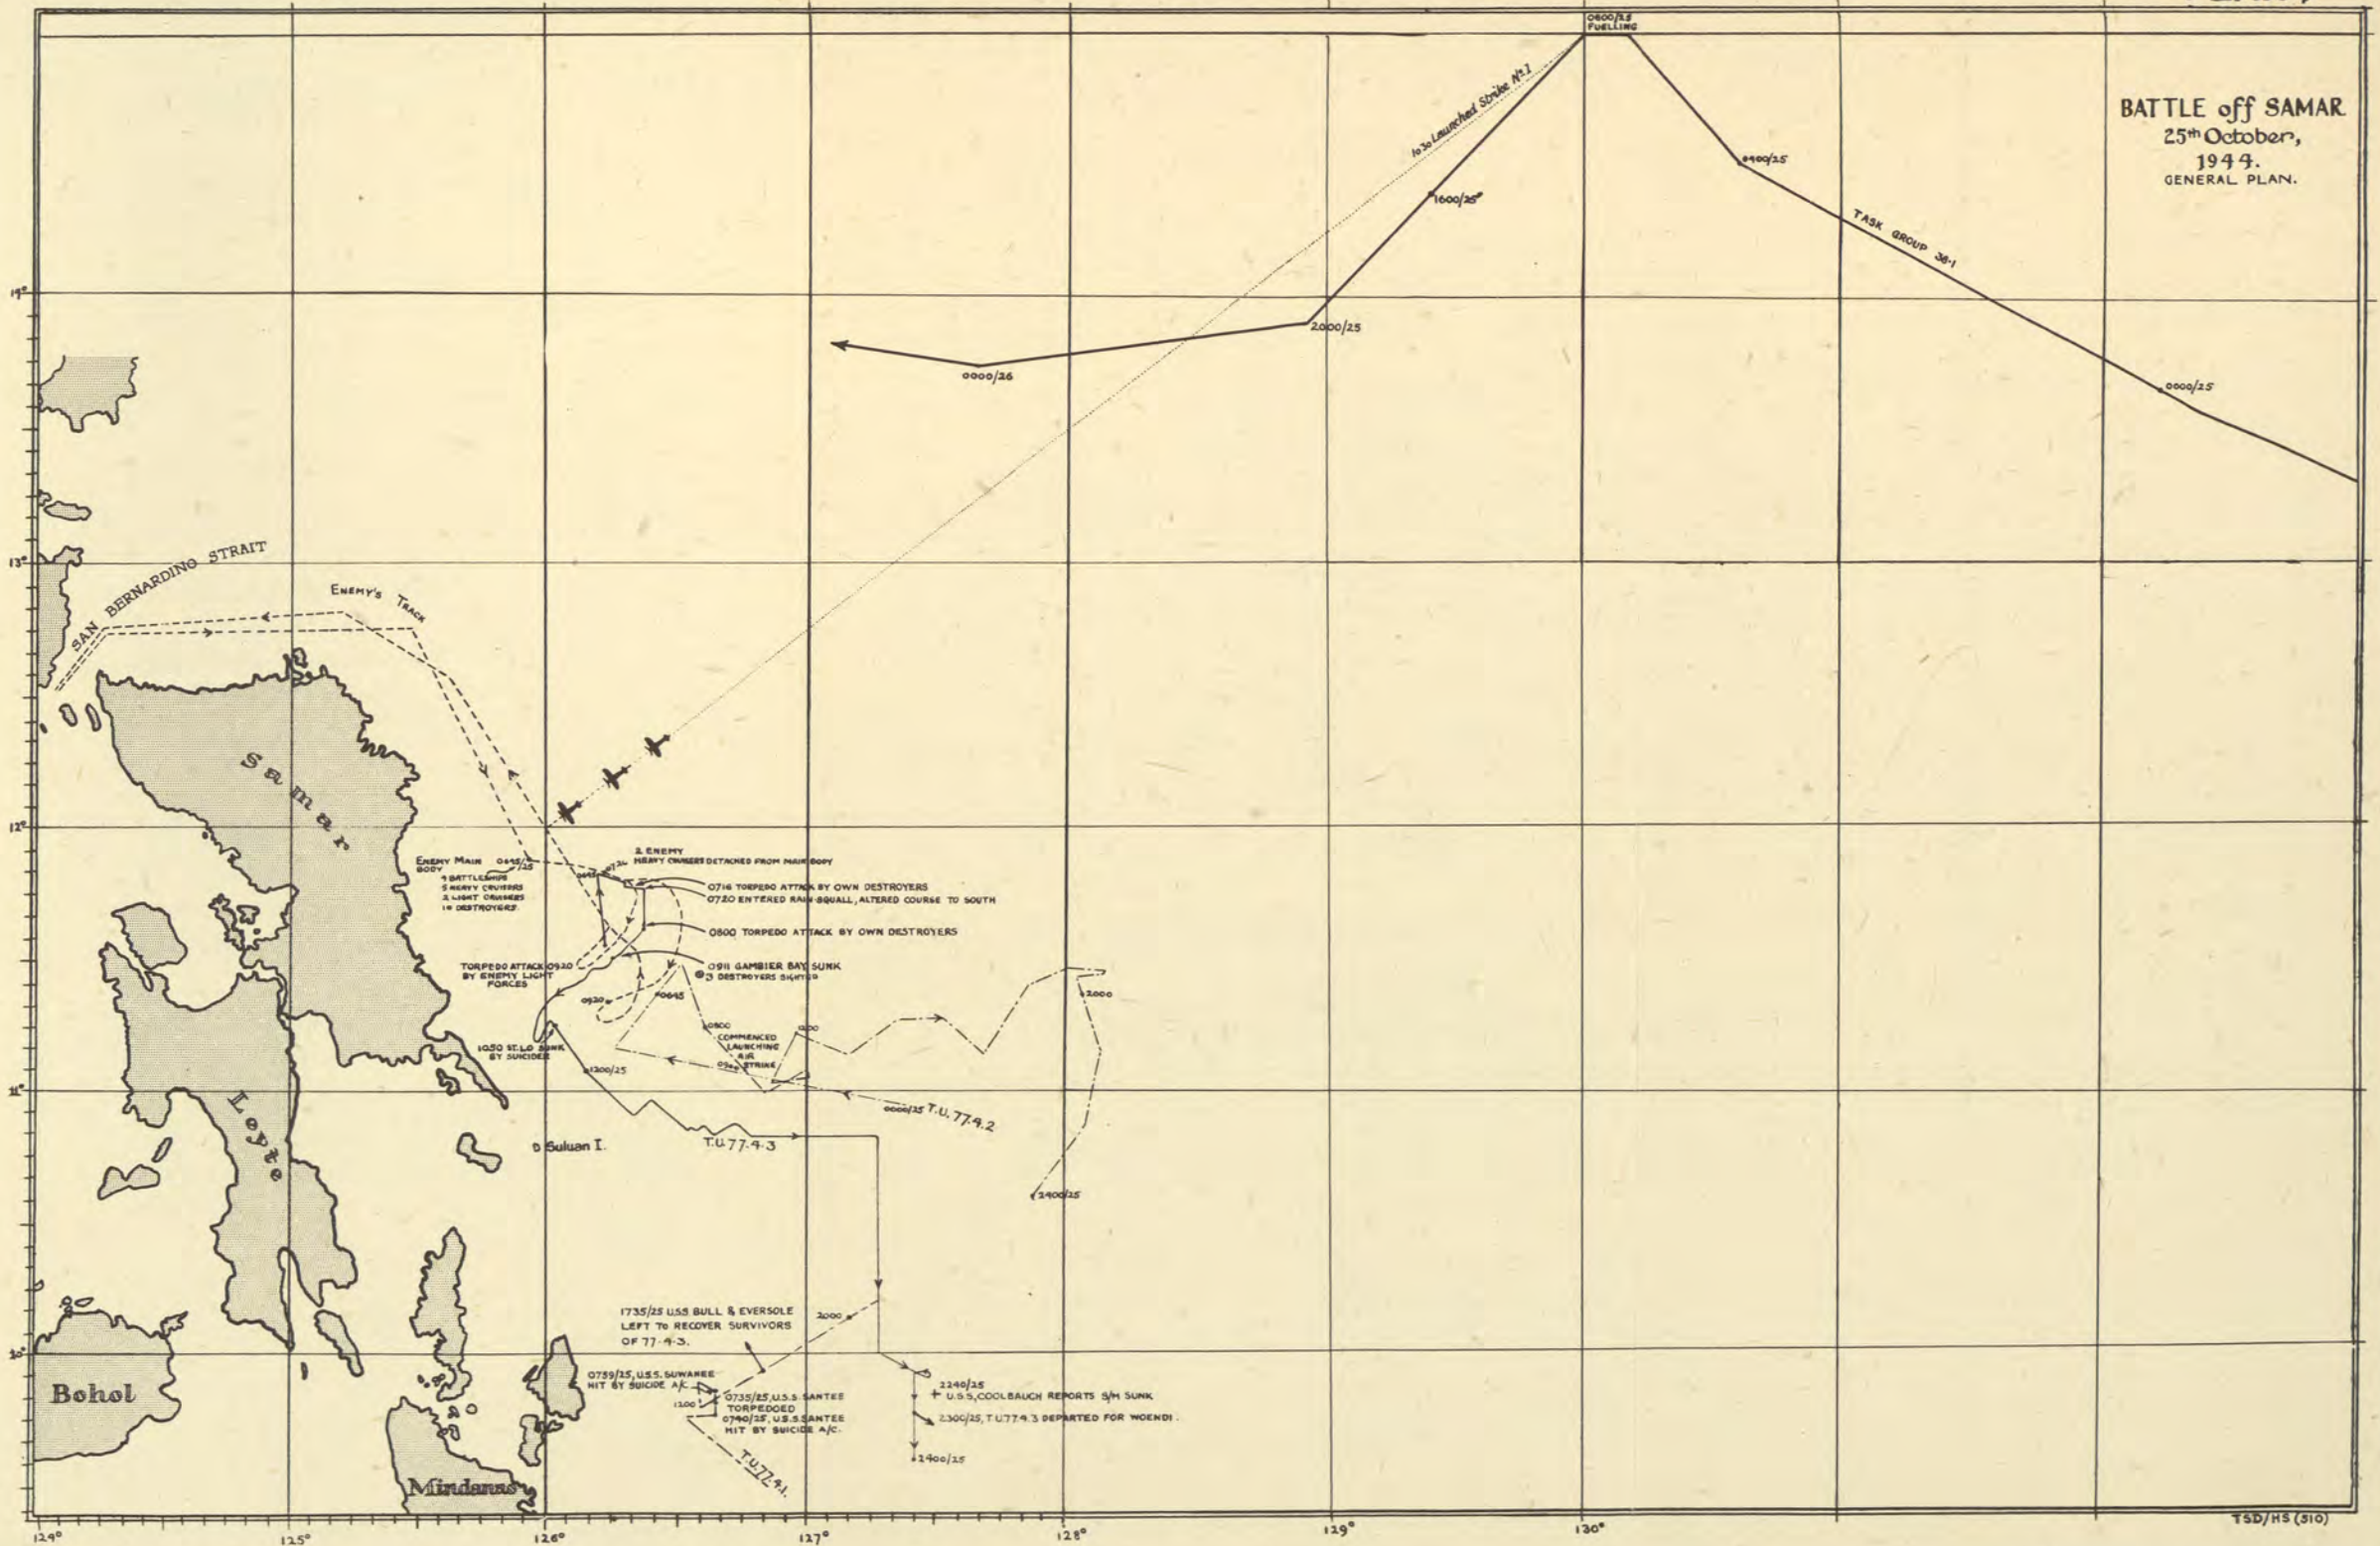 0800/25
FUELLING
BATTLE off SAMAR
25th October,
1944.
GENERAL PLAN.
1030 Launched Strike No.1
0400/25
1600/25
TASK GROUP 38·1
17°
2000/25
0000/26
0000/25
13°
SAN BERNARDINO STRAIT
ENEMY'S TRACK
Samar
12°
ENEMY MAIN 0645/25
BODY
4 BATTLESHIPS
5 HEAVY CRUISERS
2 LIGHT CRUISERS
10 DESTROYERS
2 ENEMY
HEAVY CRUISERS DETACHED FROM MAIN BODY
0645
0716 TORPEDO ATTACK BY OWN DESTROYERS
0720 ENTERED RAIN SQUALL, ALTERED COURSE TO SOUTH
0800 TORPEDO ATTACK BY OWN DESTROYERS
TORPEDO ATTACK 0920
BY ENEMY LIGHT
FORCES
0911 GAMBIER BAY SUNK
3 DESTROYERS SIGHTED
0920
0645
2000
0800
COMMENCED
LAUNCHING
AIR
STRIKE
1050 ST. LO SUNK
BY SUICIDER
1200/25
11°
0000/25 T.U. 77.4.2
Leyte
Suluan I.
T.U. 77.4.3
2400/25
1735/25 U.S.S BULL & EVERSOLE
LEFT TO RECOVER SURVIVORS
OF 77·4·3.
2000
10°
Bohol
0759/25, U.S.S. SUWANEE
HIT BY SUICIDE A/C
1200
0735/25, U.S.S. SANTEE
TORPEDOED
0740/25, U.S.S. SANTEE
HIT BY SUICIDE A/C.
2240/25
U.S.S, COOLBAUGH REPORTS S/M SUNK
2300/25, T.U.77.4.3 DEPARTED FOR WOENDI.
2400/25
T.U.77.4.1.
Mindanao
124°
125°
126°
127°
128°
129°
130°
TSD/HS (510)